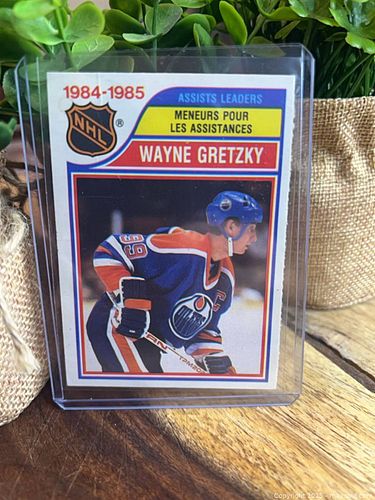 1984-1985
ASSISTS LEADERS
NHL
®
MENEURS POUR
LES ASSISTANCES
WAYNE GRETZKY
99
C